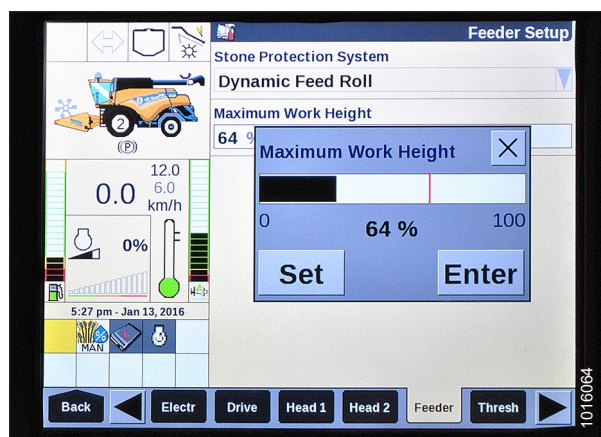 Feeder Setup
Stone Protection System
Dynamic Feed Roll
Maximum Work Height
64 %
Maximum Work Height
0
64 %
100
Set
Enter
2
(P)
12.0
0.0
6.0
km/h
0%
5:27 pm - Jan 13, 2016
MAN
Back
Electr
Drive
Head 1
Head 2
Feeder
Thresh
1016064